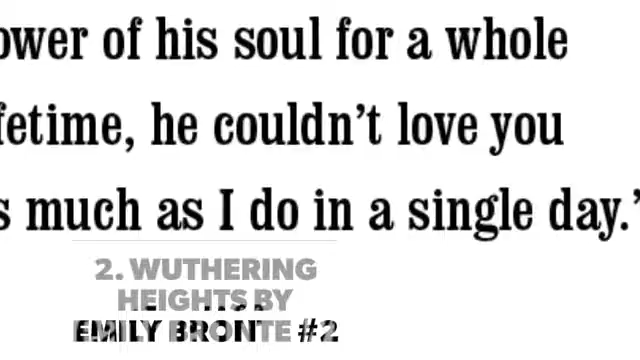 ower of his soul for a whole
fetime, he couldn't love you
s much as I do in a single day.'
2. WUTHERING
HEIGHTS BY
EMILY BRONTE #2